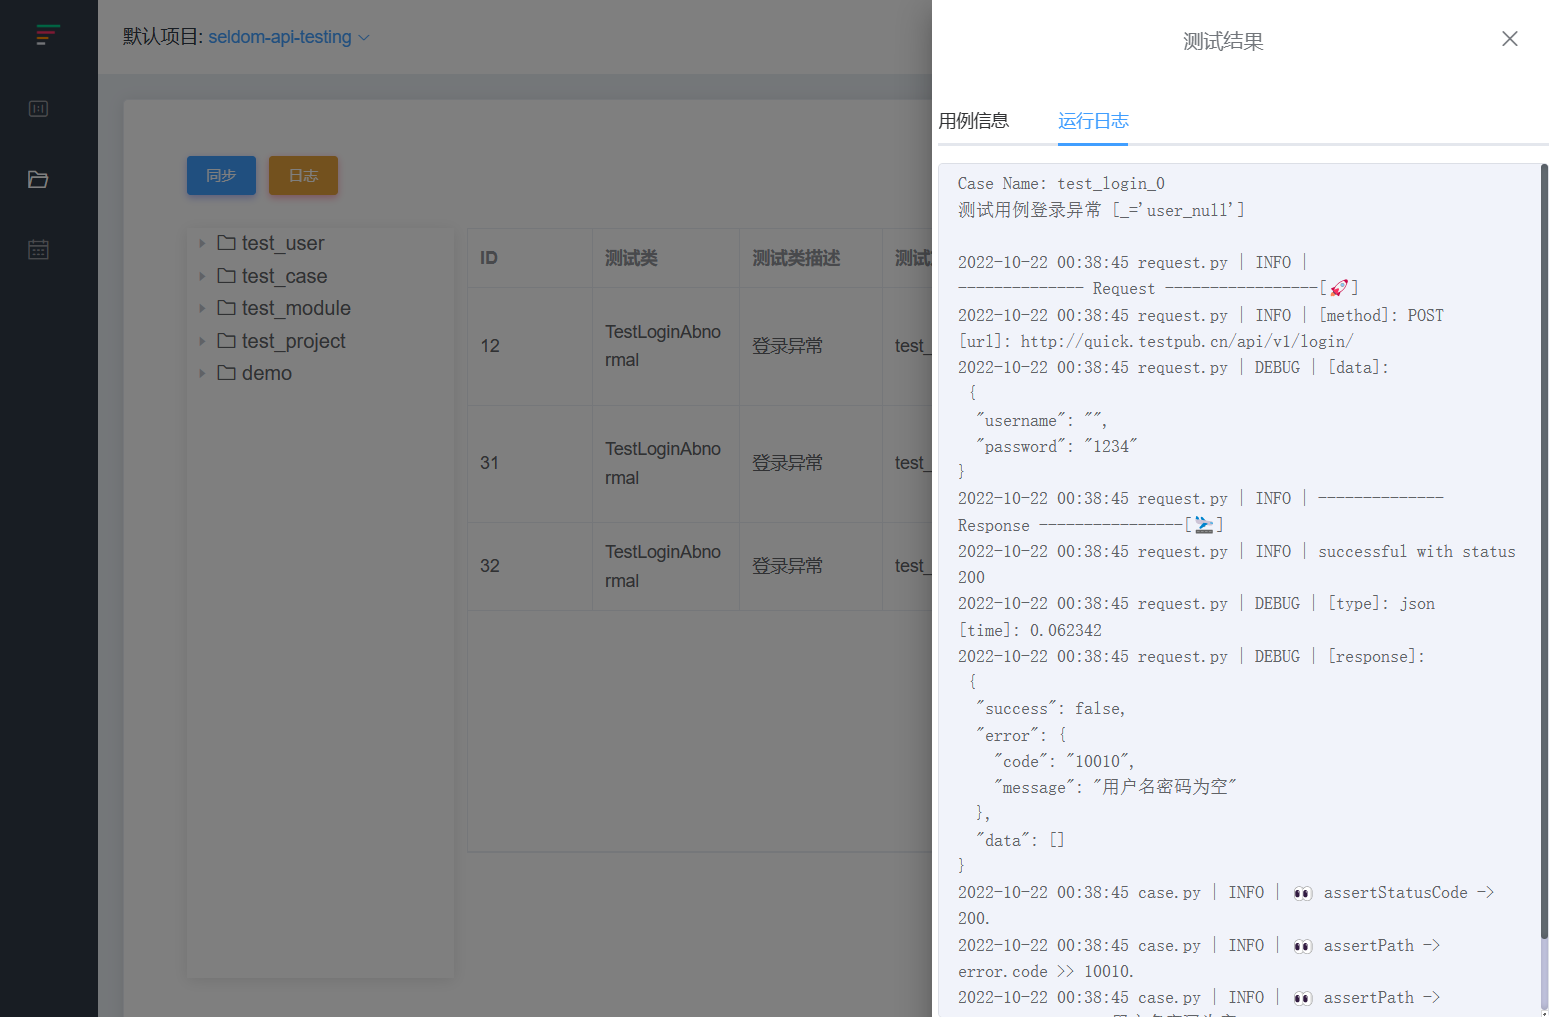 默认项目: seldom-api-testing
同步
日志
test_user
test_case
test_module
test_project
demo
ID
测试类
测试类描述
测试
12
TestLoginAbno
rmal
登录异常
test_
31
TestLoginAbno
rmal
登录异常
test_
32
TestLoginAbno
rmal
登录异常
test_
测试结果
用例信息
运行日志
Case Name: test_login_0
测试用例登录异常 [_='user_null']
2022-10-22 00:38:45 request.py | INFO |
-------------- Request -----------------[🚀]
2022-10-22 00:38:45 request.py | INFO | [method]: POST
[url]: http://quick.testpub.cn/api/v1/login/
2022-10-22 00:38:45 request.py | DEBUG | [data]:
{
"username": "",
"password": "1234"
}
2022-10-22 00:38:45 request.py | INFO | --------------
Response ----------------[🛬]
2022-10-22 00:38:45 request.py | INFO | successful with status
200
2022-10-22 00:38:45 request.py | DEBUG | [type]: json
[time]: 0.062342
2022-10-22 00:38:45 request.py | DEBUG | [response]:
{
"success": false,
"error": {
"code": "10010",
"message": "用户名密码为空"
},
"data": []
}
2022-10-22 00:38:45 case.py | INFO | 👀 assertStatusCode ->
200.
2022-10-22 00:38:45 case.py | INFO | 👀 assertPath ->
error.code >> 10010.
2022-10-22 00:38:45 case.py | INFO | 👀 assertPath ->